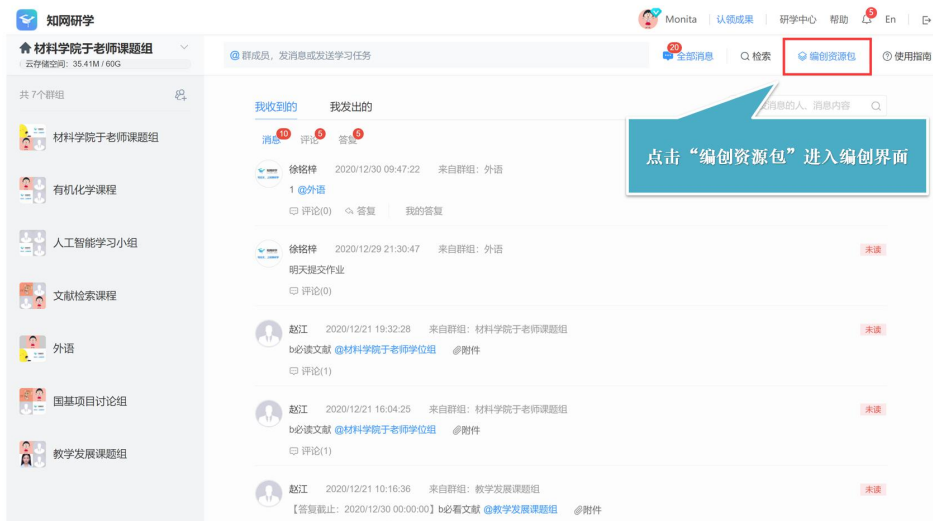 知网研学
Monita 认领成果 研学中心 帮助 5 En
材料学院于老师课题组
云存储空间：35.41M / 60G
@ 群成员，发消息或发送学习任务
20 全部消息 检索 编创资源包 使用指南
共 7个群组
我收到的 我发出的
发消息的人、消息内容
点击“编创资源包”进入编创界面
消息 10 评论 5 答复 5
材料学院于老师课题组
有机化学课程
人工智能学习小组
文献检索课程
外语
国基项目讨论组
教学发展课题组
徐铭梓 2020/12/30 09:47:22 来自群组：外语
1 @外语
评论(0) 答复 我的答复
徐铭梓 2020/12/29 21:30:47 来自群组：外语 未读
明天提交作业
评论(0)
赵江 2020/12/21 19:32:28 来自群组：材料学院于老师课题组 未读
b必读文献 @材料学院于老师学位组 附件
评论(1)
赵江 2020/12/21 16:04:25 来自群组：材料学院于老师课题组 未读
b必读文献 @材料学院于老师学位组 附件
评论(1)
赵江 2020/12/21 10:16:36 来自群组：教学发展课题组 未读
【答复截止：2020/12/30 00:00:00】b必看文献 @教学发展课题组 附件